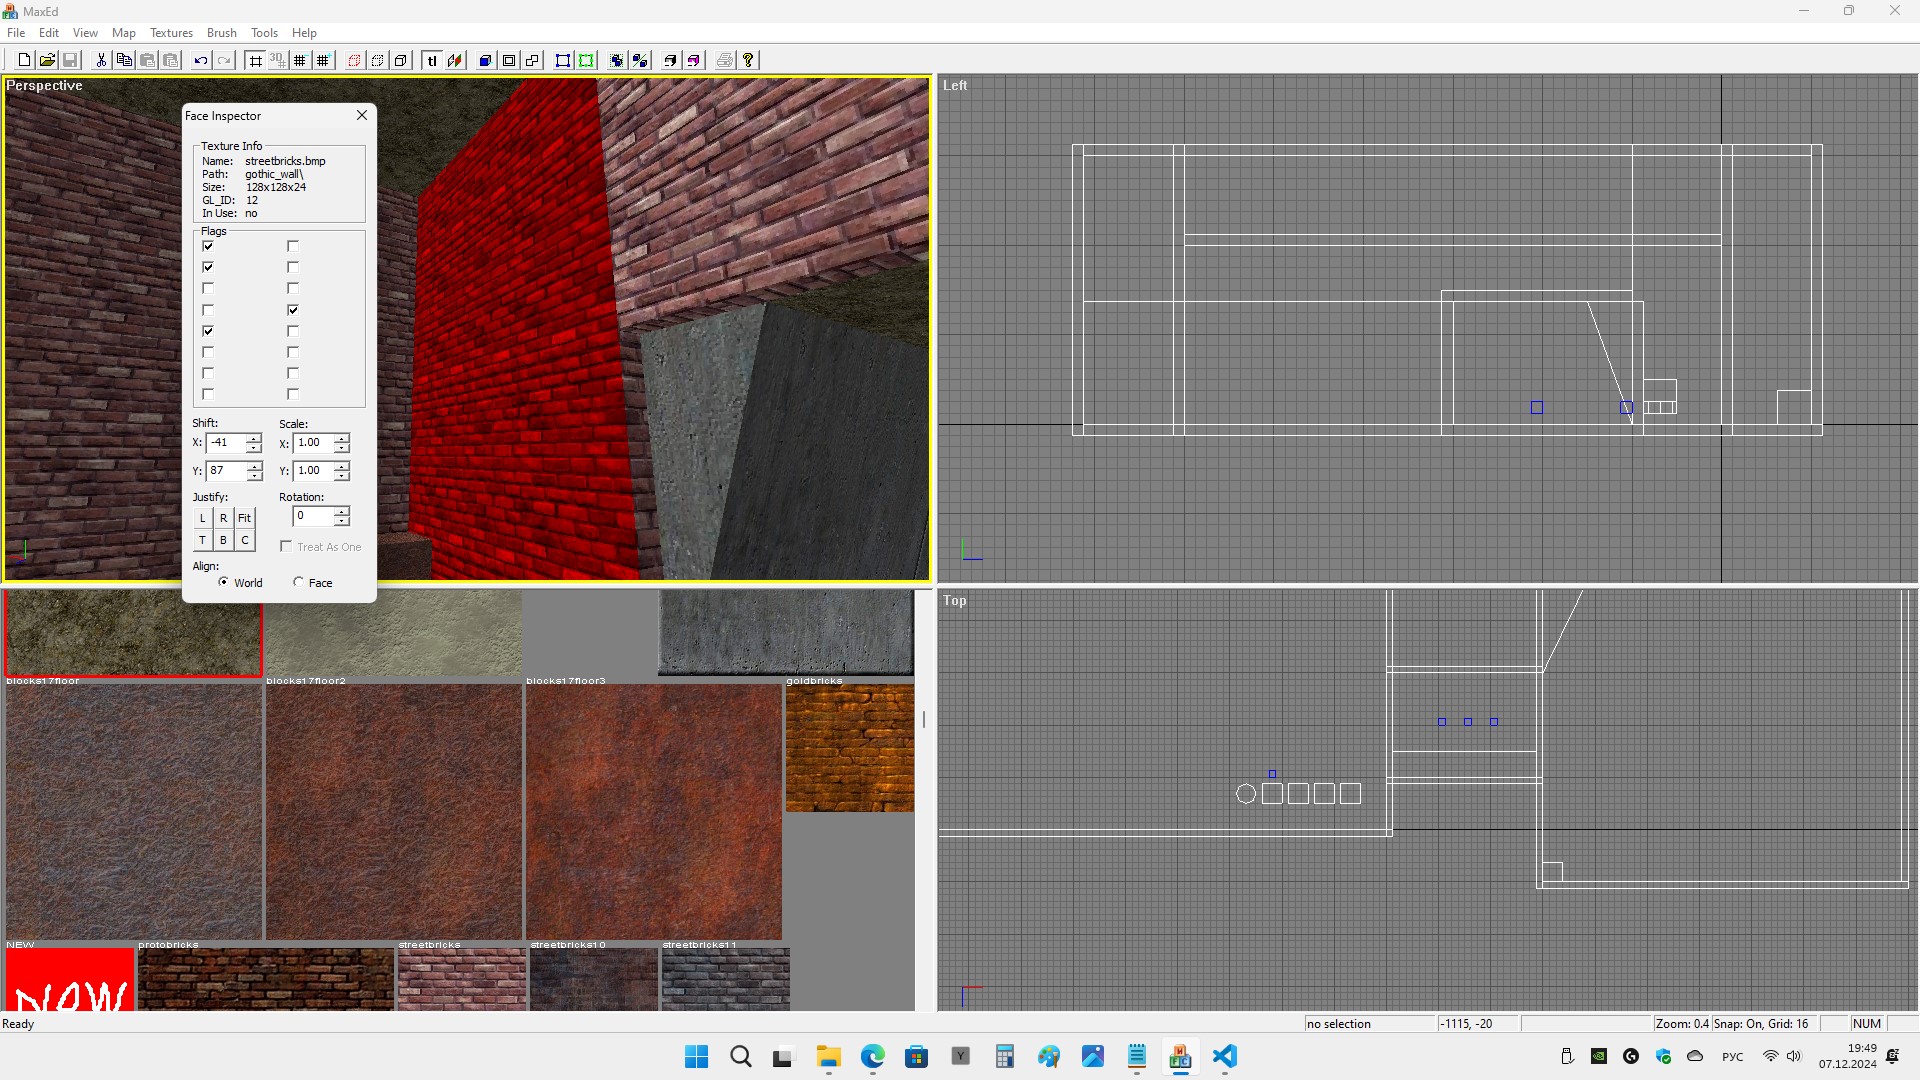 MaxEd
File Edit View Map Textures Brush Tools Help
3D tl
Perspective
Left
Face Inspector
Texture Info
Name: streetbricks.bmp
Path: gothic_wall\
Size: 128x128x24
GL_ID: 12
In Use: no
Flags
Shift: Scale:
X: -41 X: 1.00
Y: 87 Y: 1.00
Justify: Rotation:
L R Fit 0
T B C Treat As One
Align:
World Face
Top
blocks17floor blocks17floor2 blocks17floor3 goldbricks
NEW protobricks streetbricks streetbricks10 streetbricks11
NEW
Ready no selection -1115, -20 Zoom: 0.4 Snap: On, Grid: 16 NUM
РУС 19:49
07.12.2024